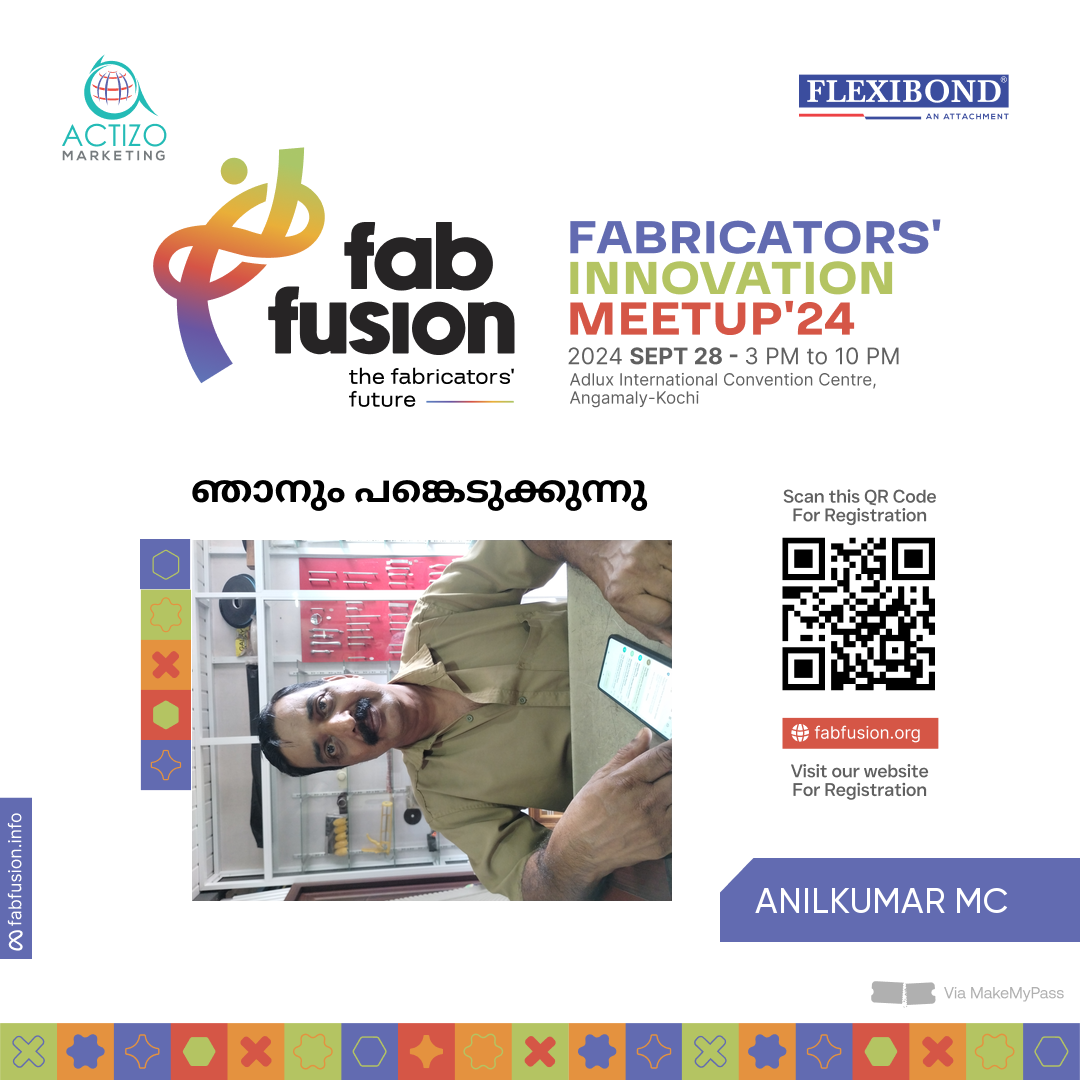 ACTIZO
MARKETING
FLEXIBOND®
AN ATTACHMENT
fab
fusion
the fabricators'
future
FABRICATORS'
INNOVATION
MEETUP'24
2024 SEPT 28 - 3 PM to 10 PM
Adlux International Convention Centre,
Angamaly-Kochi
ഞാനും പങ്കെടുക്കുന്നു
Scan this QR Code
For Registration
fabfusion.org
Visit our website
For Registration
fabfusion.info
ANILKUMAR MC
Via MakeMyPass